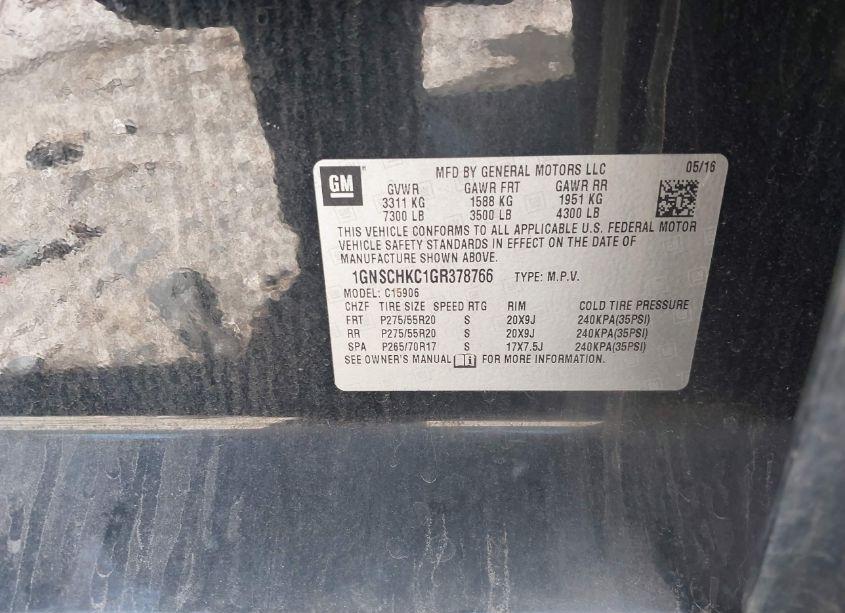 GM
MFD BY GENERAL MOTORS LLC 05/16
GVWR GAWR FRT GAWR RR
3311 KG 1588 KG 1951 KG
7300 LB 3500 LB 4300 LB
THIS VEHICLE CONFORMS TO ALL APPLICABLE U.S. FEDERAL MOTOR
VEHICLE SAFETY STANDARDS IN EFFECT ON THE DATE OF
MANUFACTURE SHOWN ABOVE.
1GNSCHKC1GR378766 TYPE: M.P.V.
MODEL: C15906
CHZF TIRE SIZE SPEED RTG RIM COLD TIRE PRESSURE
FRT P275/55R20 S 20X9J 240KPA(35PSI)
RR P275/55R20 S 20X9J 240KPA(35PSI)
SPA P265/70R17 S 17X7.5J 240KPA(35PSI)
SEE OWNER'S MANUAL FOR MORE INFORMATION.